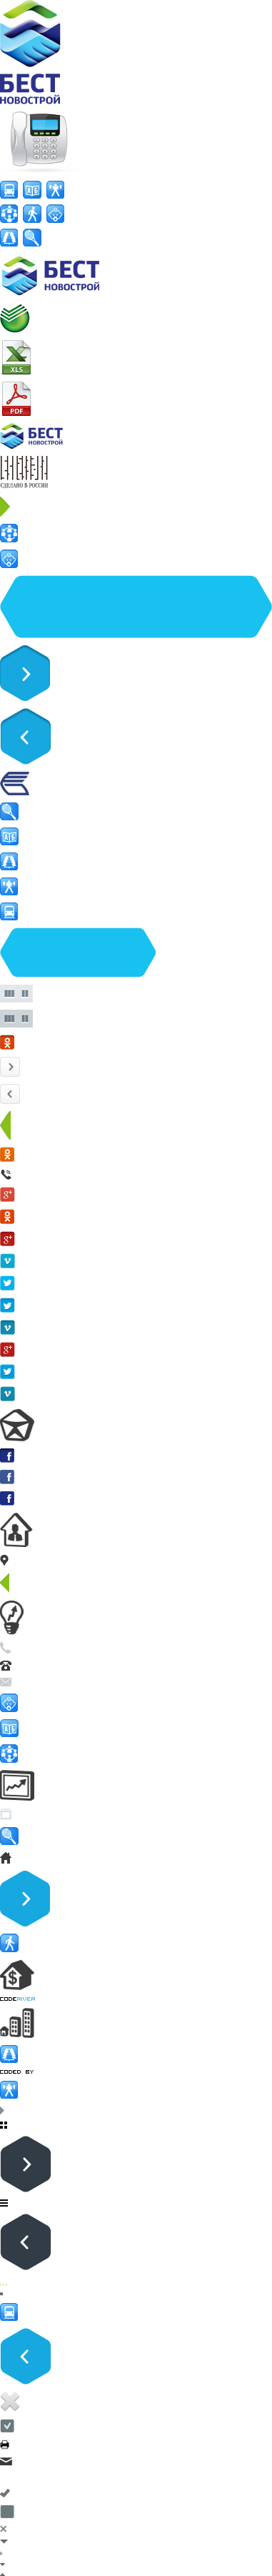 БЕСТ
НОВОСТРОЙ
БЕСТ
НОВОСТРОЙ
XLS
PDF
БЕСТ
НОВОСТРОЙ
СДЕЛАНО В РОССИИ
g+
g+
g+
CODERIVER
CODED BY